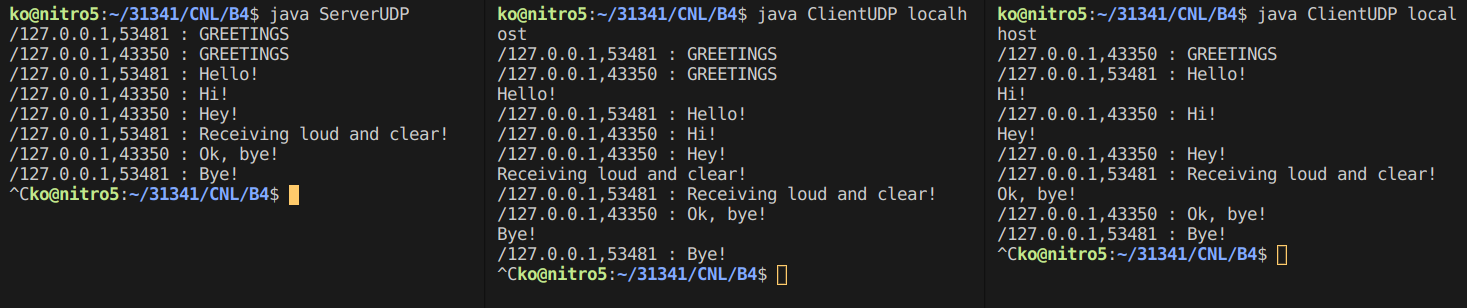 ko@nitro5:~/31341/CNL/B4$ java ServerUDP
/127.0.0.1,53481 : GREETINGS
/127.0.0.1,43350 : GREETINGS
/127.0.0.1,53481 : Hello!
/127.0.0.1,43350 : Hi!
/127.0.0.1,43350 : Hey!
/127.0.0.1,53481 : Receiving loud and clear!
/127.0.0.1,43350 : Ok, bye!
/127.0.0.1,53481 : Bye!
^Cko@nitro5:~/31341/CNL/B4$
ko@nitro5:~/31341/CNL/B4$ java ClientUDP localh
ost
/127.0.0.1,53481 : GREETINGS
/127.0.0.1,43350 : GREETINGS
Hello!
/127.0.0.1,53481 : Hello!
/127.0.0.1,43350 : Hi!
/127.0.0.1,43350 : Hey!
Receiving loud and clear!
/127.0.0.1,53481 : Receiving loud and clear!
/127.0.0.1,43350 : Ok, bye!
Bye!
/127.0.0.1,53481 : Bye!
^Cko@nitro5:~/31341/CNL/B4$
ko@nitro5:~/31341/CNL/B4$ java ClientUDP local
host
/127.0.0.1,43350 : GREETINGS
/127.0.0.1,53481 : Hello!
Hi!
/127.0.0.1,43350 : Hi!
Hey!
/127.0.0.1,43350 : Hey!
/127.0.0.1,53481 : Receiving loud and clear!
Ok, bye!
/127.0.0.1,43350 : Ok, bye!
/127.0.0.1,53481 : Bye!
^Cko@nitro5:~/31341/CNL/B4$